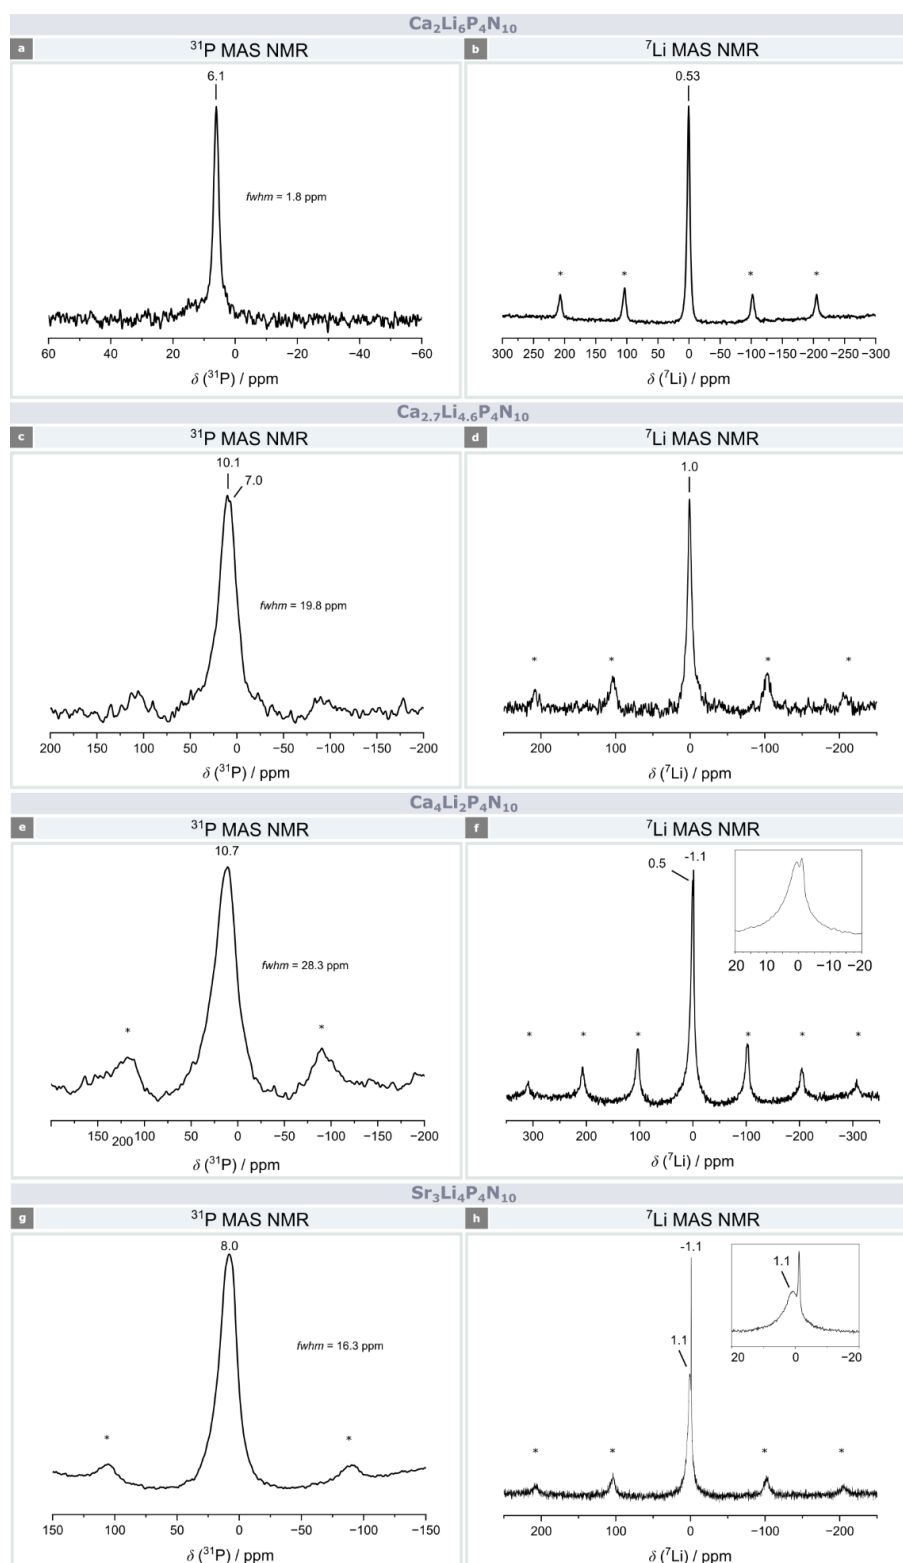 Ca2Li6P4N10
a
31P MAS NMR
b
7Li MAS NMR
6.1
fwhm = 1.8 ppm
60 40 20 0 −20 −40 −60
δ (31P) / ppm
0.53
* * * *
300 250 200 150 100 50 0 −50 −100 −150 −200 −250 −300
δ (7Li) / ppm
Ca2.7Li4.6P4N10
c
31P MAS NMR
d
7Li MAS NMR
10.1
7.0
fwhm = 19.8 ppm
200 150 100 50 0 −50 −100 −150 −200
δ (31P) / ppm
1.0
* * * *
200 100 0 −100 −200
δ (7Li) / ppm
Ca4Li2P4N10
e
31P MAS NMR
f
7Li MAS NMR
10.7
fwhm = 28.3 ppm
* *
150 200 100 50 0 −50 −100 −150 −200
δ (31P) / ppm
0.5 -1.1
20 10 0 −10 −20
* * * * * *
300 200 100 0 −100 −200 −300
δ (7Li) / ppm
Sr3Li4P4N10
g
31P MAS NMR
h
7Li MAS NMR
8.0
fwhm = 16.3 ppm
* *
150 100 50 0 −50 −100 −150
δ (31P) / ppm
-1.1
1.1
1.1
20 0 −20
* * * *
200 100 0 −100 −200
δ (7Li) / ppm